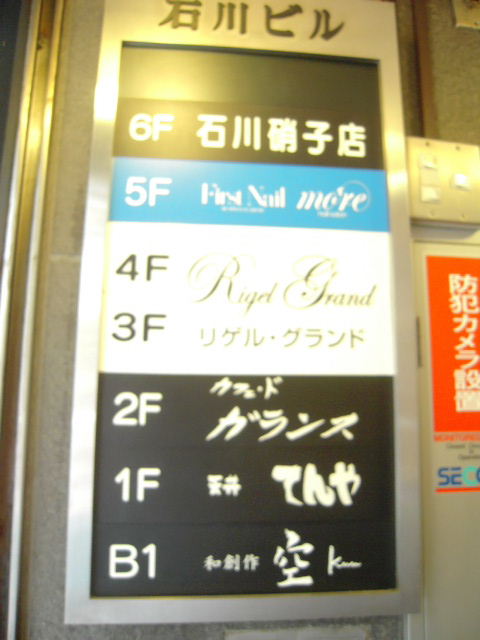 石川ビル
6F 石川硝子店
5F First Nail more
4F Rigel Grand
3F リゲル・グランド
2F カフェ・ド ガランス
1F 天丼 てんや
B1 和創作 空 Kuu
防犯カメラ設置
SECO